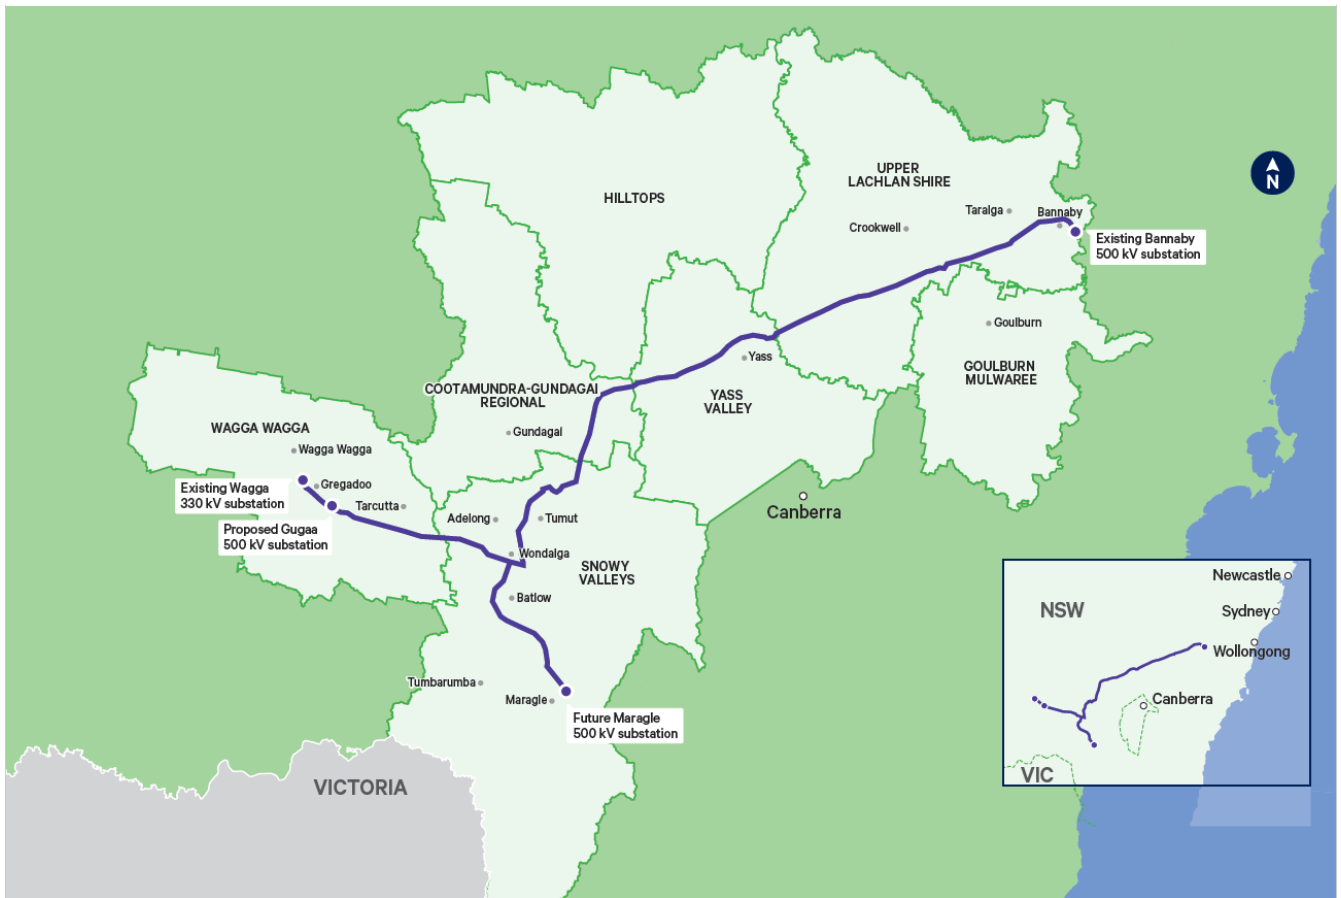 UPPER
LACHLAN SHIRE
HILLTOPS
N
Taralga
Bannaby
Crookwell
Existing Bannaby
500 kV substation
Goulburn
Yass
GOULBURN
MULWAREE
COOTAMUNDRA-GUNDAGAI
REGIONAL
YASS
VALLEY
WAGGA WAGGA
Gundagal
Wagga Wagga
Gregadoo
Existing Wagga
330 kV substation
Tarcutta
Canberra
Adelong
Tumut
Proposed Gugaa
500 kV substation
Wondalga
SNOWY
VALLEYS
Batlow
Tumbarumba
Maragle
Future Maragle
500 kV substation
VICTORIA
Newcastle
NSW
Sydney
Wollongong
Canberra
VIC